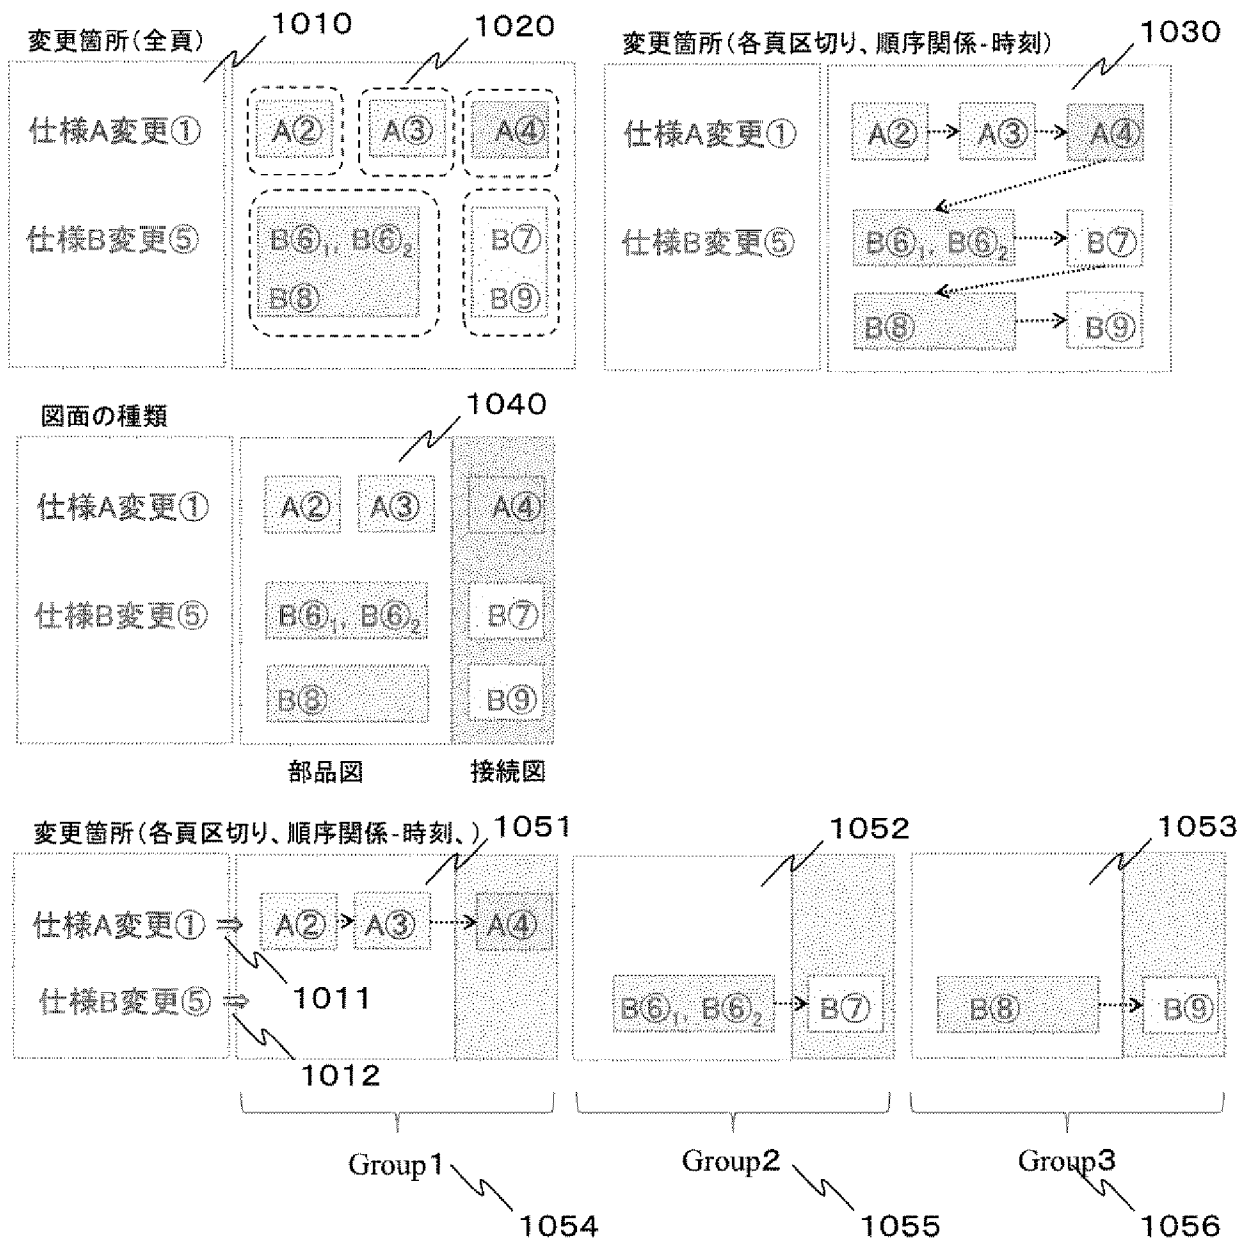 変更箇所(全頁)
1010
1020
仕様A変更① A② A③ A④
仕様B変更⑤ B⑥₁, B⑥₂ B⑦
B⑧ B⑨
変更箇所(各頁区切り、順序関係-時刻)
1030
仕様A変更① A② A③ A④
仕様B変更⑤ B⑥₁, B⑥₂ B⑦
B⑧ B⑨
図面の種類
1040
仕様A変更① A② A③ A④
仕様B変更⑤ B⑥₁, B⑥₂ B⑦
B⑧ B⑨
部品図 接続図
変更箇所(各頁区切り、順序関係-時刻、)
1051
1052
1053
仕様A変更① ⇒ A② A③ A④
1011
仕様B変更⑤ ⇒ B⑥₁, B⑥₂ B⑦ B⑧ B⑨
1012
Group1 Group2 Group3
1054 1055 1056